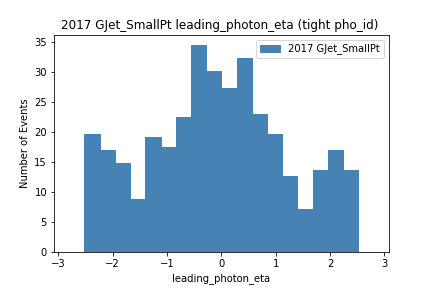 2017 GJet_SmallPt leading_photon_eta (tight pho_id)
2017 GJet_SmallPt
Number of Events
35
30
25
20
15
10
5
0
−3 −2 −1 0 1 2 3
leading_photon_eta